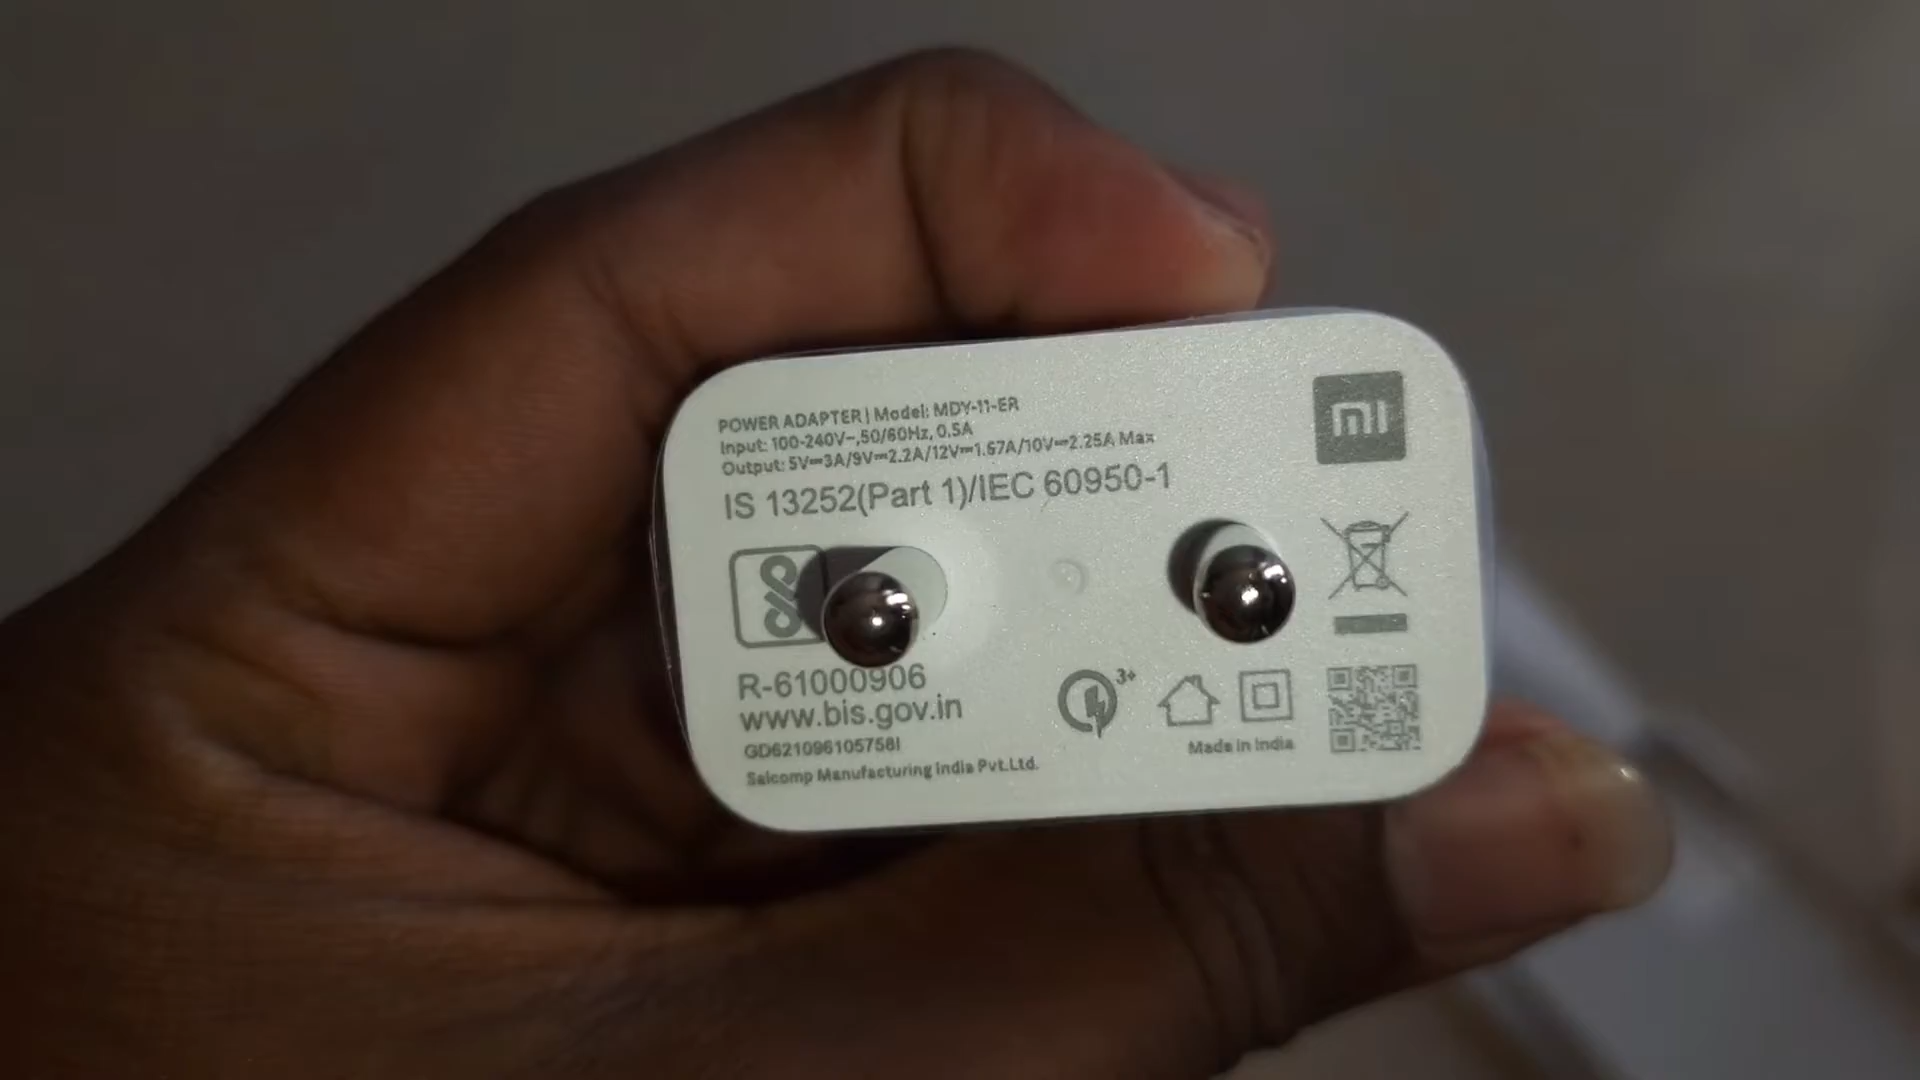 POWER ADAPTER | Model: MDY-11-ER
Input: 100-240V~,50/60Hz, 0.5A
Output: 5V⎓3A/9V⎓2.2A/12V⎓1.67A/10V⎓2.25A Max
IS 13252(Part 1)/IEC 60950-1
mi
R-61000906
www.bis.gov.in
3+
GD621096105758I
Made in India
Salcomp Manufacturing India Pvt.Ltd.